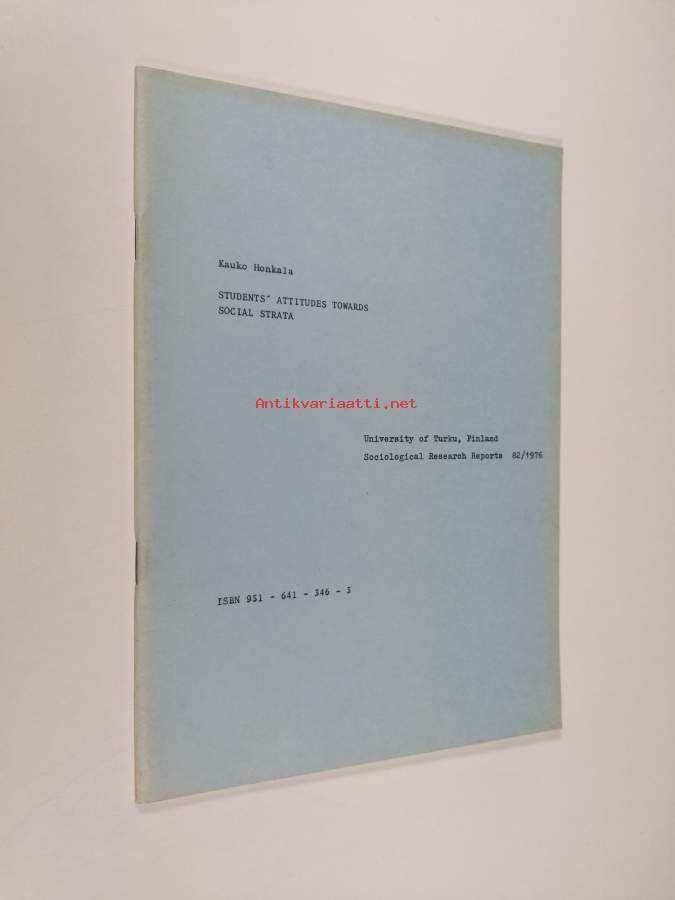 Kauko Honkala
STUDENTS´ ATTITUDES TOWARDS
SOCIAL STRATA
Antikvariaatti.net
University of Turku, Finland
Sociological Research Reports 82/1976
ISBN 951 - 641 - 346 - 3